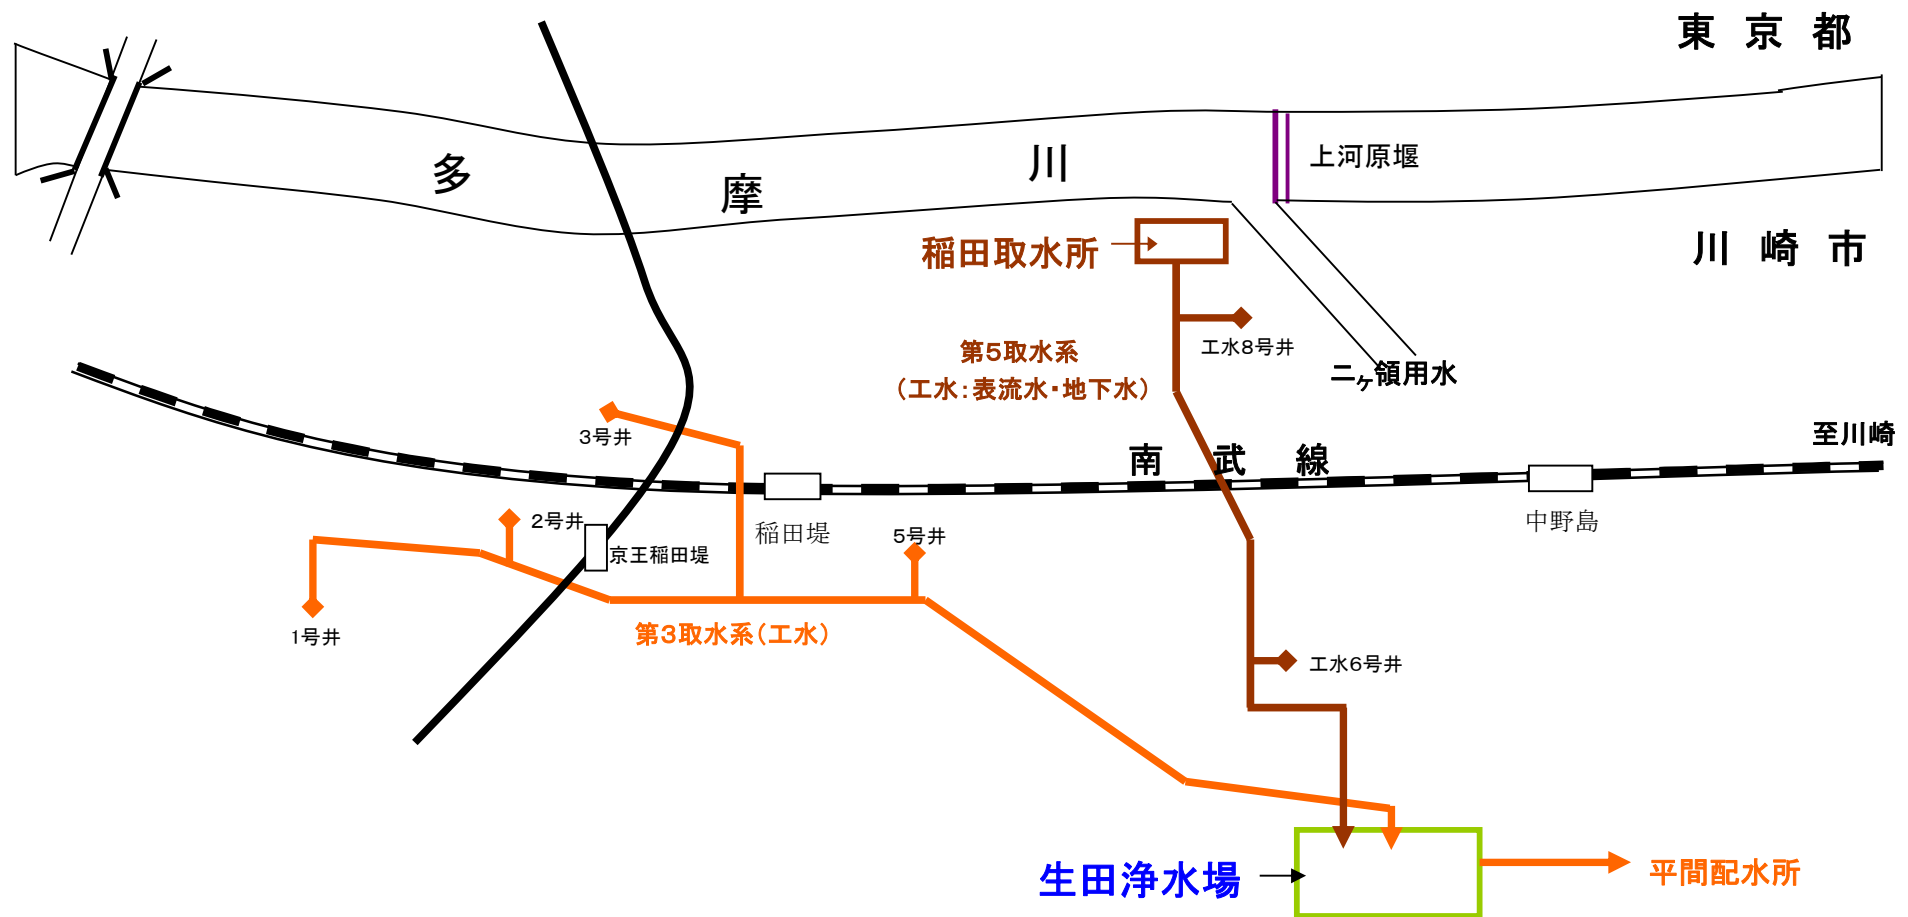 東京都
多摩川
上河原堰
川崎市
稲田取水所
工水8号井
第5取水系
(工水:表流水・地下水)
ニヶ領用水
3号井
至川崎
南武線
2号井
稲田堤
5号井
中野島
京王稲田堤
1号井
第3取水系(工水)
工水6号井
生田浄水場
平間配水所